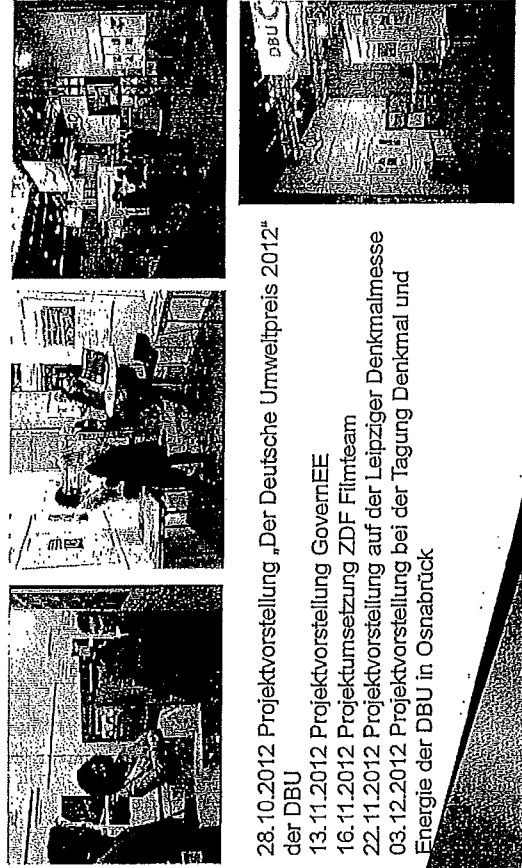 28.10.2012 Projektvorstellung „Der Deutsche Umweltpreis 2012"
der DBU
13.11.2012 Projektvorstellung GovernEE
16.11.2012 Projektumsetzung ZDF Filmteam
22.11.2012 Projektvorstellung auf der Leipziger Denkmalmesse
03.12.2012 Projektvorstellung bei der Tagung Denkmal und
Energie der DBU in Osnabrück
DBU